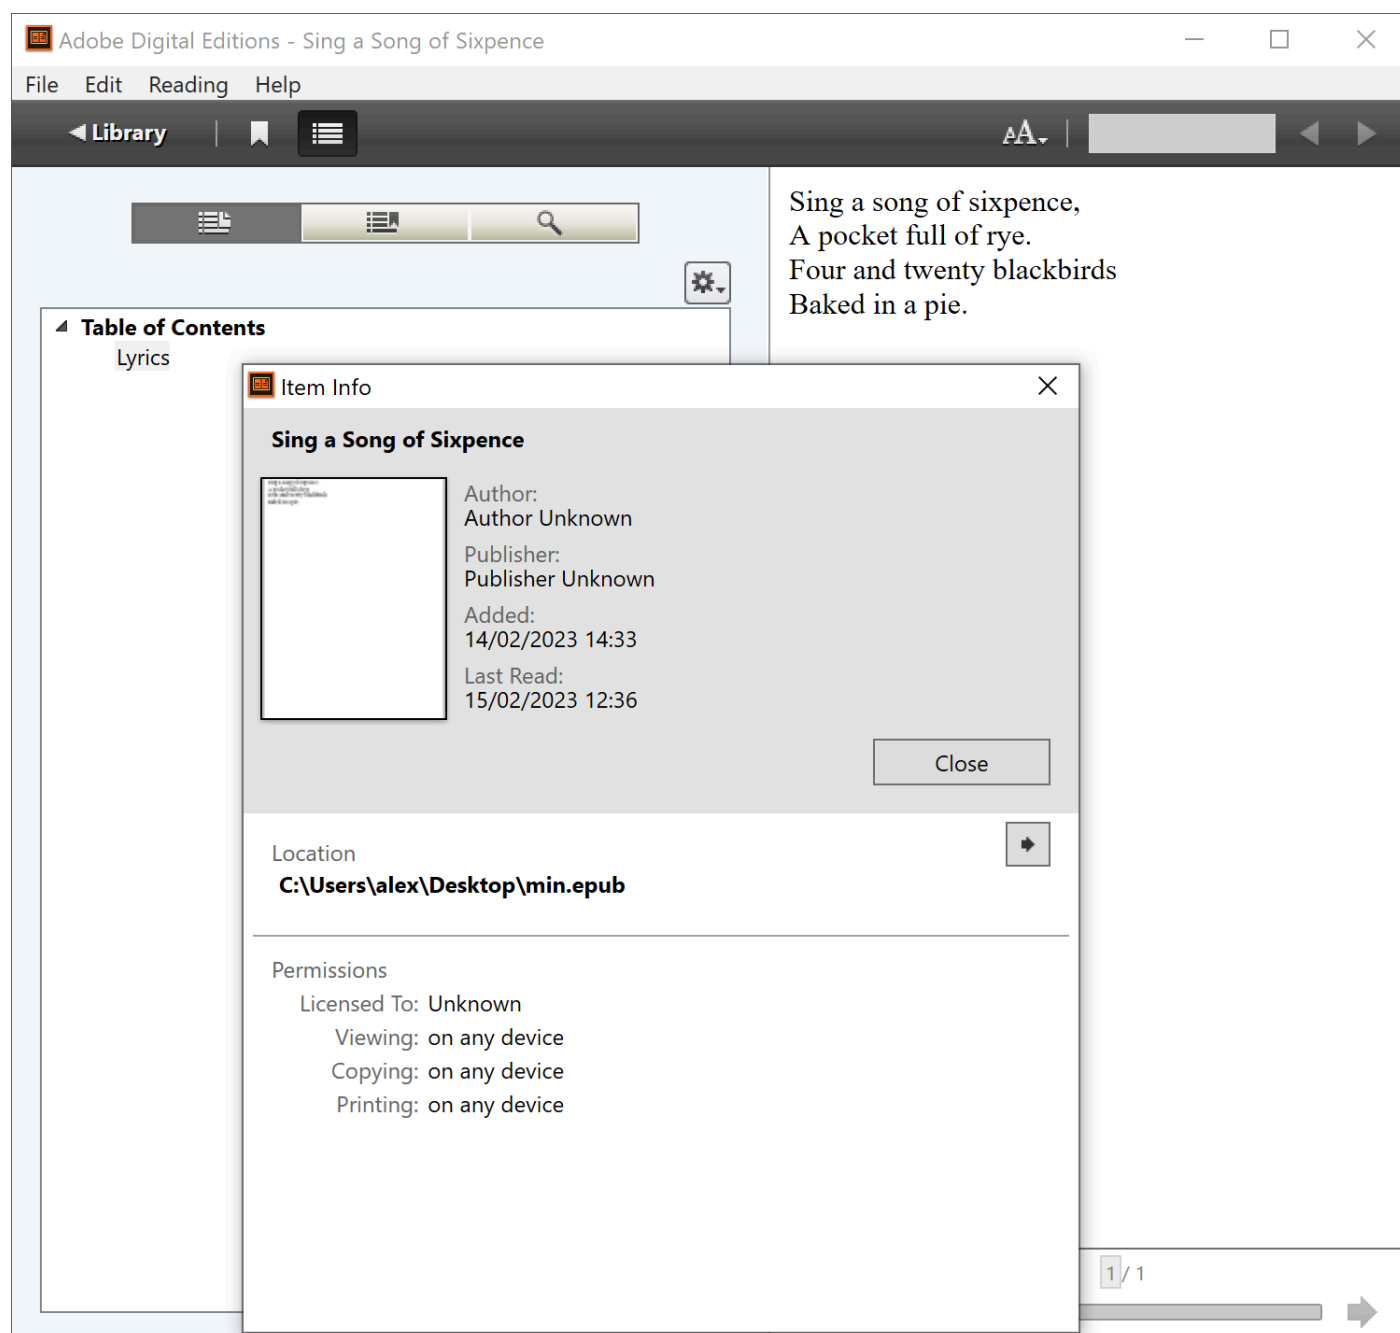 Adobe Digital Editions - Sing a Song of Sixpence
File Edit Reading Help
Library
AA
Sing a song of sixpence,
A pocket full of rye.
Four and twenty blackbirds
Baked in a pie.
Table of Contents
Lyrics
Item Info
Sing a Song of Sixpence
Author:
Author Unknown
Publisher:
Publisher Unknown
Added:
14/02/2023 14:33
Last Read:
15/02/2023 12:36
Close
Location
C:\Users\alex\Desktop\min.epub
Permissions
Licensed To: Unknown
Viewing: on any device
Copying: on any device
Printing: on any device
1 / 1